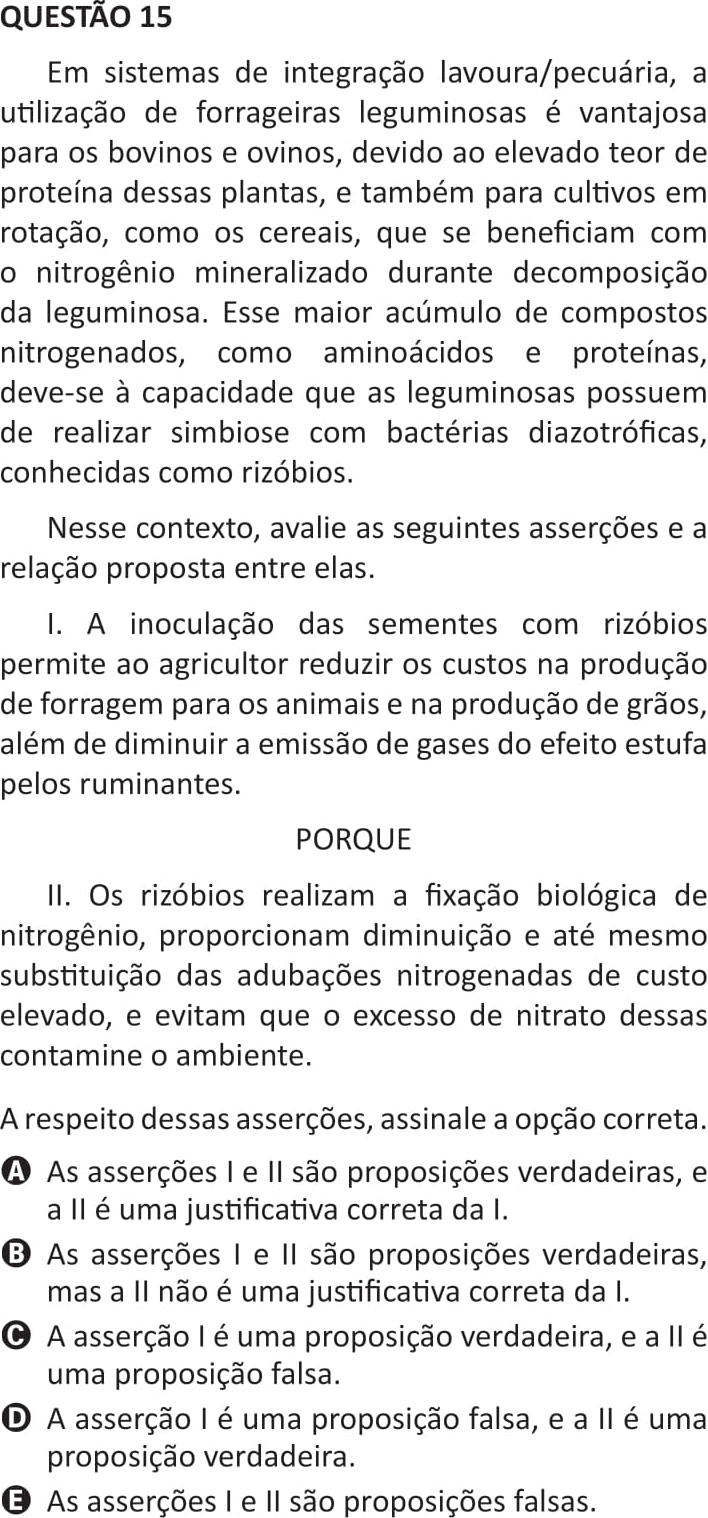 QUESTÃO 15
Em sistemas de integração lavoura/pecuária, a
utilização de forrageiras leguminosas é vantajosa
para os bovinos e ovinos, devido ao elevado teor de
proteína dessas plantas, e também para cultivos em
rotação, como os cereais, que se beneficiam com
o nitrogênio mineralizado durante decomposição
da leguminosa. Esse maior acúmulo de compostos
nitrogenados, como aminoácidos e proteínas,
deve-se à capacidade que as leguminosas possuem
de realizar simbiose com bactérias diazotróficas,
conhecidas como rizóbios.
Nesse contexto, avalie as seguintes asserções e a
relação proposta entre elas.
I. A inoculação das sementes com rizóbios
permite ao agricultor reduzir os custos na produção
de forragem para os animais e na produção de grãos,
além de diminuir a emissão de gases do efeito estufa
pelos ruminantes.
PORQUE
II. Os rizóbios realizam a fixação biológica de
nitrogênio, proporcionam diminuição e até mesmo
substituição das adubações nitrogenadas de custo
elevado, e evitam que o excesso de nitrato dessas
contamine o ambiente.
A respeito dessas asserções, assinale a opção correta.
A As asserções I e II são proposições verdadeiras, e
a II é uma justificativa correta da I.
B As asserções I e II são proposições verdadeiras,
mas a II não é uma justificativa correta da I.
C A asserção I é uma proposição verdadeira, e a II é
uma proposição falsa.
D A asserção I é uma proposição falsa, e a II é uma
proposição verdadeira.
E As asserções I e II são proposições falsas.